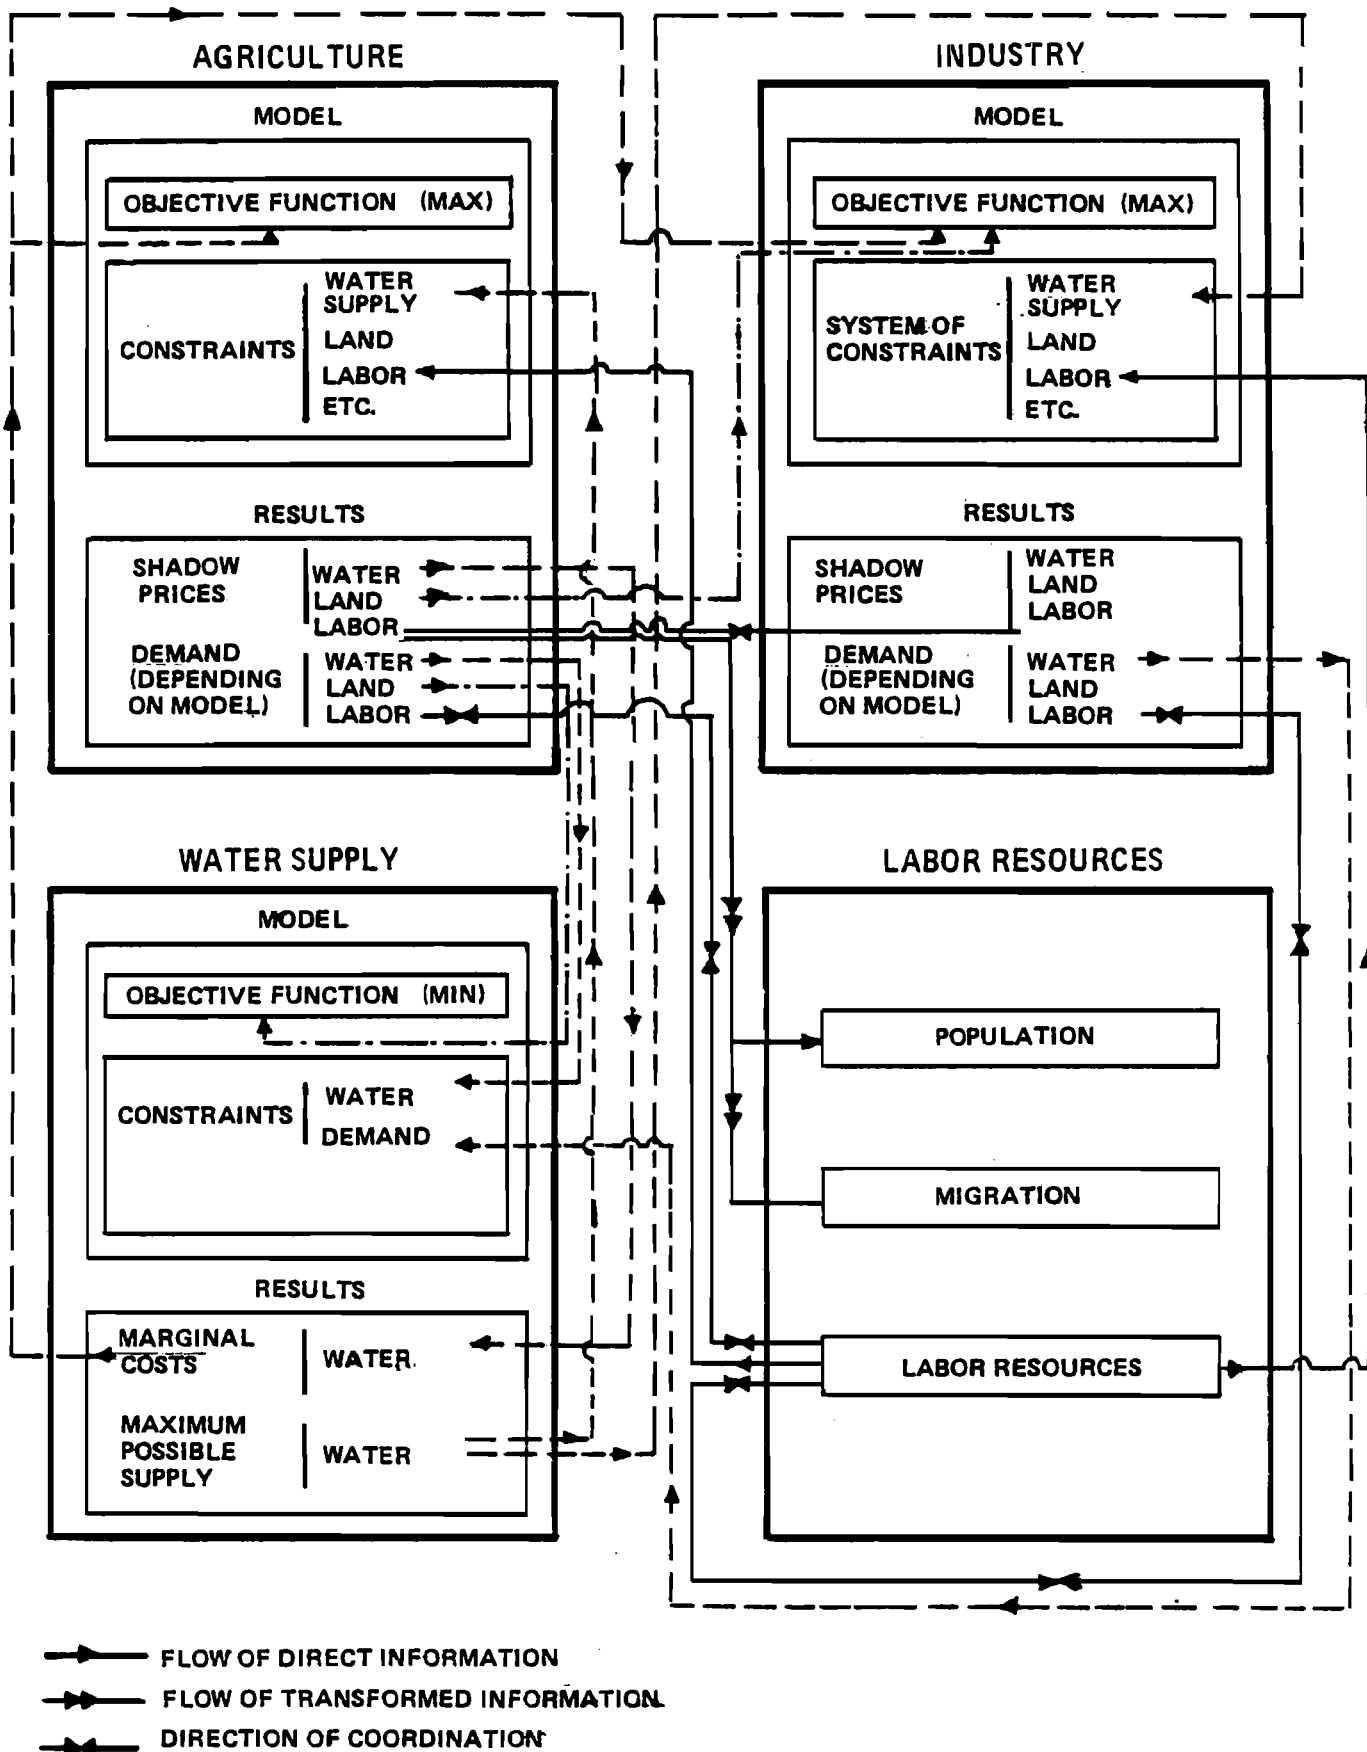 AGRICULTURE
MODEL
OBJECTIVE FUNCTION (MAX)
CONSTRAINTS
WATER
SUPPLY
LAND
LABOR
ETC.
RESULTS
SHADOW
PRICES
WATER
LAND
LABOR
DEMAND
(DEPENDING
ON MODEL)
WATER
LAND
LABOR
INDUSTRY
MODEL
OBJECTIVE FUNCTION (MAX)
SYSTEM OF
CONSTRAINTS
WATER
SUPPLY
LAND
LABOR
ETC.
RESULTS
SHADOW
PRICES
WATER
LAND
LABOR
DEMAND
(DEPENDING
ON MODEL)
WATER
LAND
LABOR
WATER SUPPLY
MODEL
OBJECTIVE FUNCTION (MIN)
CONSTRAINTS
WATER
DEMAND
RESULTS
MARGINAL
COSTS
WATER
MAXIMUM
POSSIBLE
SUPPLY
WATER
LABOR RESOURCES
POPULATION
MIGRATION
LABOR RESOURCES
FLOW OF DIRECT INFORMATION
FLOW OF TRANSFORMED INFORMATION
DIRECTION OF COORDINATION